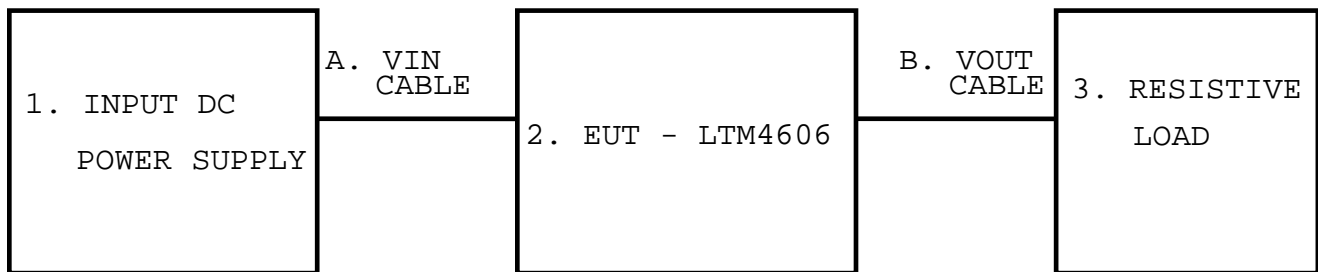 1. INPUT DC
POWER SUPPLY
A. VIN
CABLE
2. EUT - LTM4606
B. VOUT
CABLE
3. RESISTIVE
LOAD